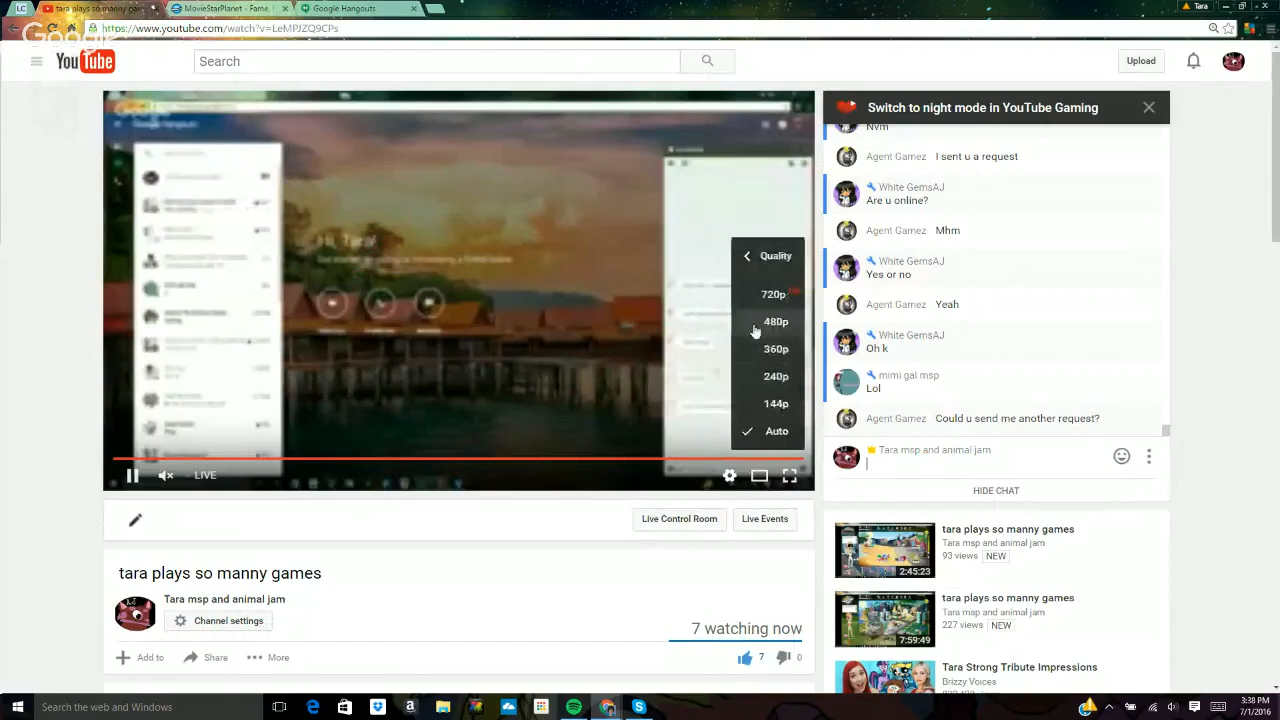 tara plays so manny gam
MovieStarPlanet - Fame,
Google Hangouts
Tara
https://www.youtube.com/watch?v=LeMPJZQ9CPs
Google
YouTube
Search
Upload
Switch to night mode in YouTube Gaming
Nvm
Agent Gamez I sent u a request
White GemsAJ
Are u online?
Agent Gamez Mhm
White GemsAJ
Yes or no
Agent Gamez Yeah
White GemsAJ
Oh k
mimi gal msp
Lol
Agent Gamez Could u send me another request?
Tara msp and animal jam
HIDE CHAT
Google Hangouts
Hi, Tara!
Quality
720p
480p
360p
240p
144p
Auto
LIVE
Live Control Room
Live Events
tara plays so manny games
Tara msp and animal jam
Channel settings
7 watching now
Add to
Share
More
7
0
tara plays so manny games
Tara msp and animal jam
93 views NEW
2:45:23
tara plays so manny games
Tara msp and animal jam
227 views NEW
7:59:49
Tara Strong Tribute Impressions
Brizzy Voices
Search the web and Windows
3:38 PM
7/1/2016